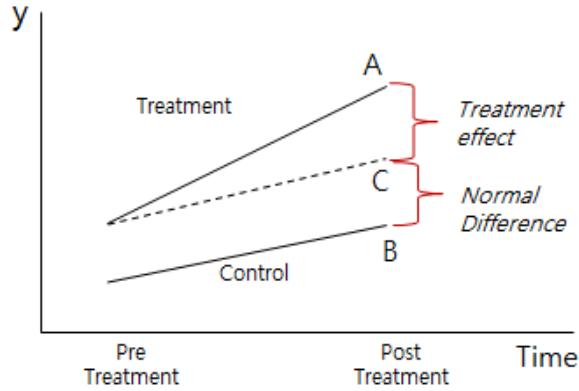 y
A
Treatment
Treatment
effect
C
Normal
Difference
B
Control
Pre
Treatment
Post
Treatment
Time